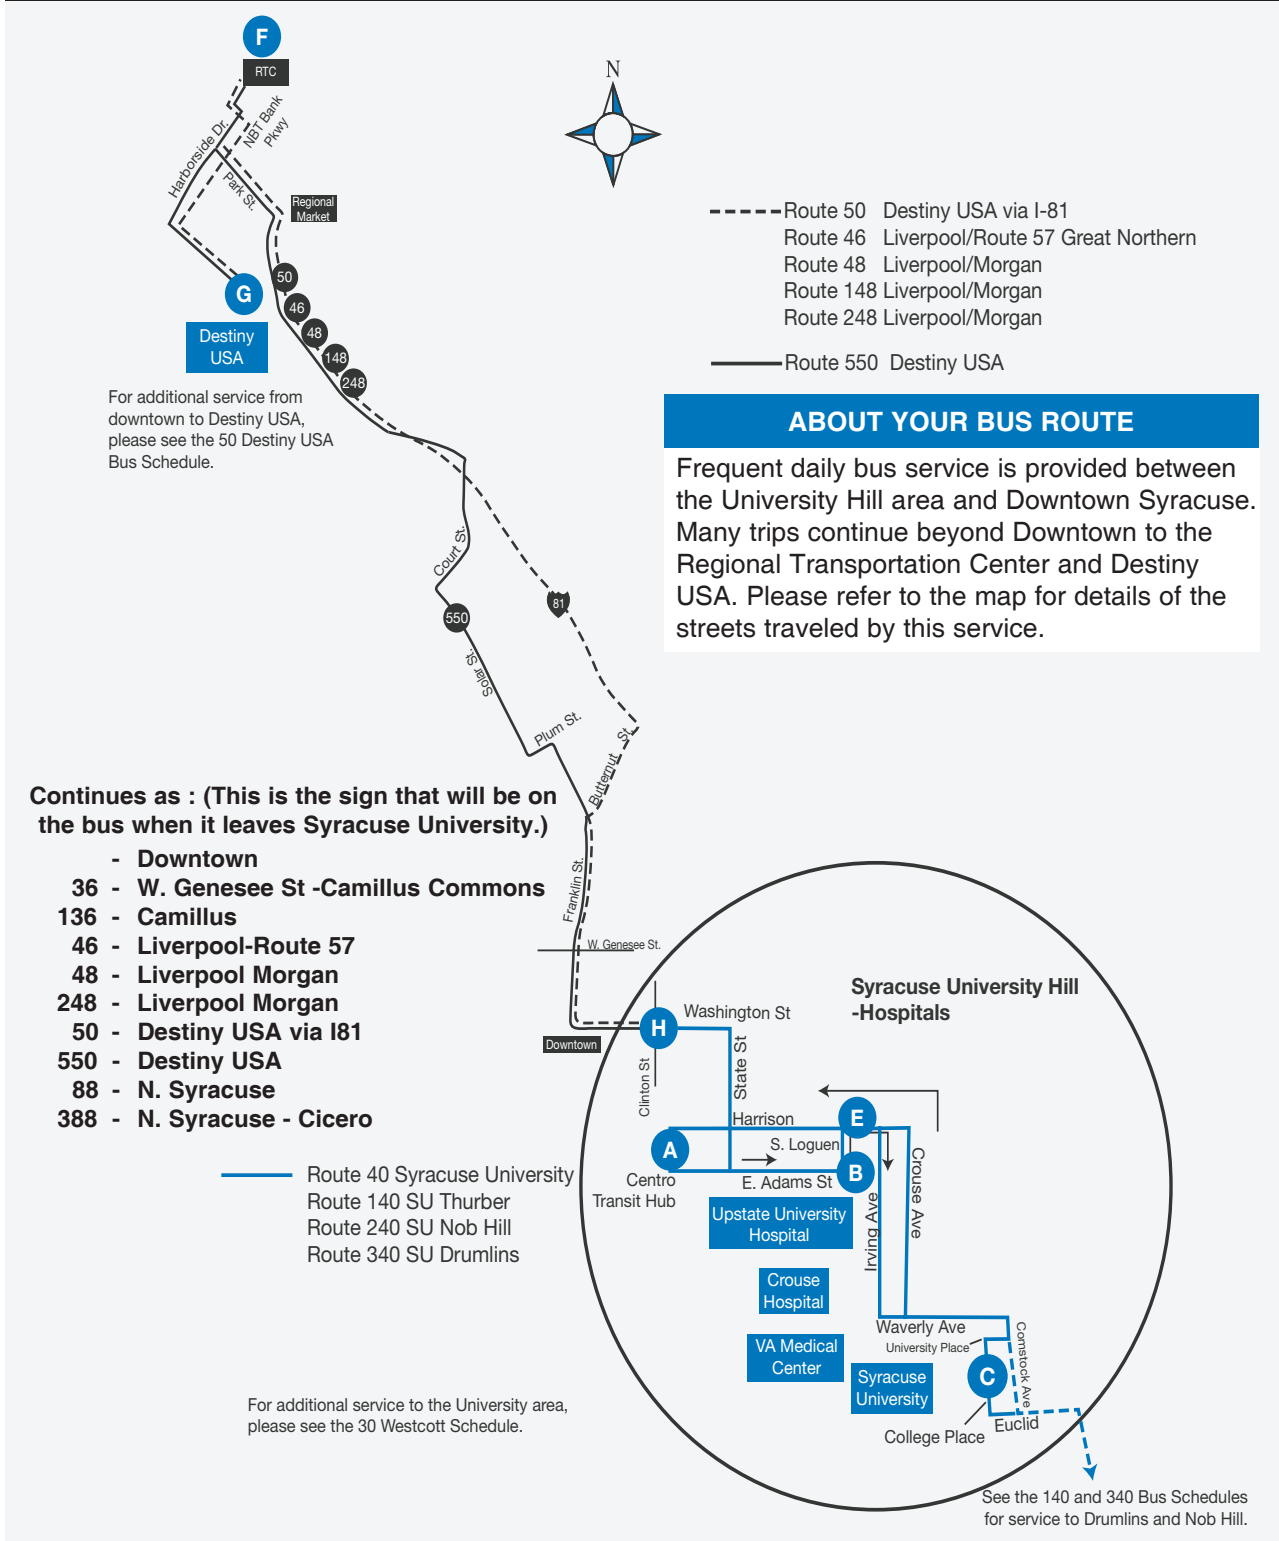 F
RTC
N
Harborside Dr.
NBT Bank
Pkwy
Park St.
Regional
Market
G
Destiny
USA
For additional service from
downtown to Destiny USA,
please see the 50 Destiny USA
Bus Schedule.
50
46
48
148
248
Route 50 Destiny USA via I-81
Route 46 Liverpool/Route 57 Great Northern
Route 48 Liverpool/Morgan
Route 148 Liverpool/Morgan
Route 248 Liverpool/Morgan
Route 550 Destiny USA
ABOUT YOUR BUS ROUTE
Frequent daily bus service is provided between
the University Hill area and Downtown Syracuse.
Many trips continue beyond Downtown to the
Regional Transportation Center and Destiny
USA. Please refer to the map for details of the
streets traveled by this service.
Court St.
550
81
Solar St.
Plum St.
Butternut St.
Franklin St.
W. Genesee St.
Continues as : (This is the sign that will be on
the bus when it leaves Syracuse University.)
- Downtown
36 - W. Genesee St -Camillus Commons
136 - Camillus
46 - Liverpool-Route 57
48 - Liverpool Morgan
248 - Liverpool Morgan
50 - Destiny USA via I81
550 - Destiny USA
88 - N. Syracuse
388 - N. Syracuse - Cicero
Route 40 Syracuse University
Route 140 SU Thurber
Route 240 SU Nob Hill
Route 340 SU Drumlins
Syracuse University Hill
-Hospitals
Downtown
H
Washington St
Clinton St
State St
Harrison
E
A
S. Loguen
B
Centro
Transit Hub
E. Adams St
Upstate University
Hospital
Irving Ave
Crouse Ave
Crouse
Hospital
VA Medical
Center
Syracuse
University
Waverly Ave
University Place
Comstock Ave
C
Euclid
College Place
For additional service to the University area,
please see the 30 Westcott Schedule.
See the 140 and 340 Bus Schedules
for service to Drumlins and Nob Hill.